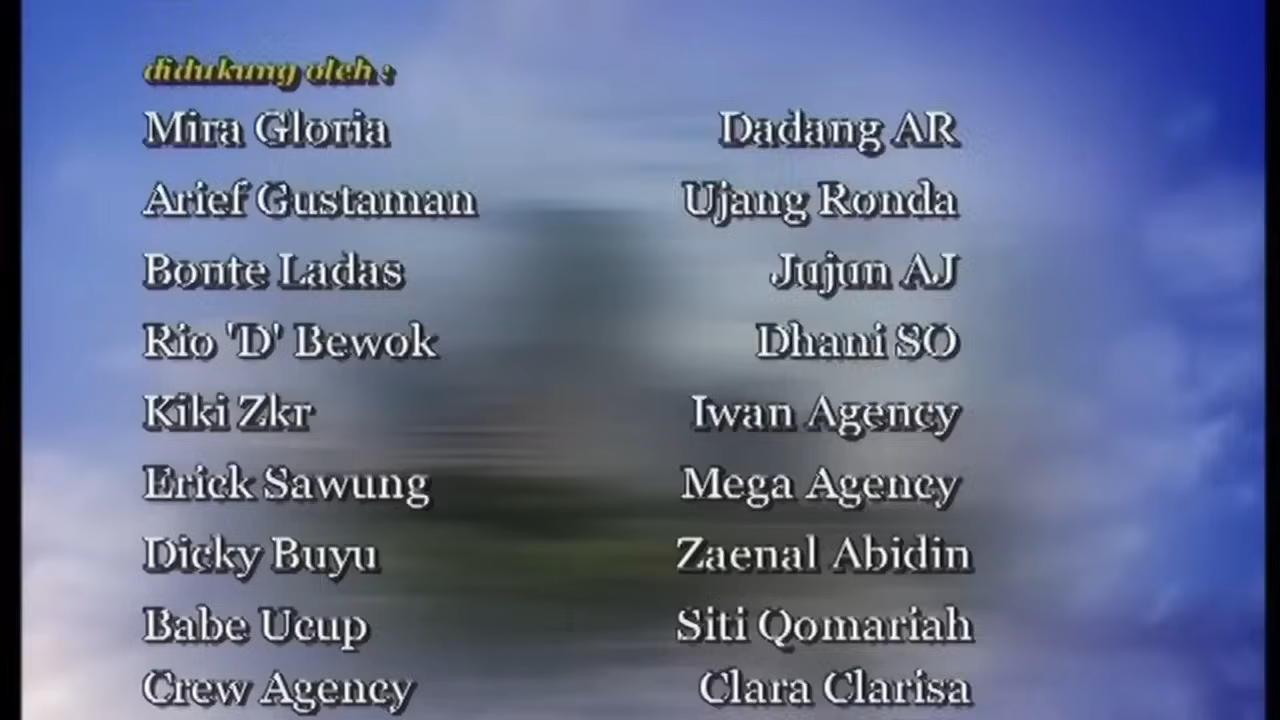 didukung oleh :
Mira Gloria Dadang AR
Arief Gustaman Ujang Ronda
Bonte Ladas Jujun AJ
Rio 'D' Bewok Dhani SO
Kiki Zkr Iwan Agency
Erick Sawung Mega Agency
Dicky Buyu Zaenal Abidin
Babe Ucup Siti Qomariah
Crew Agency Clara Clarisa